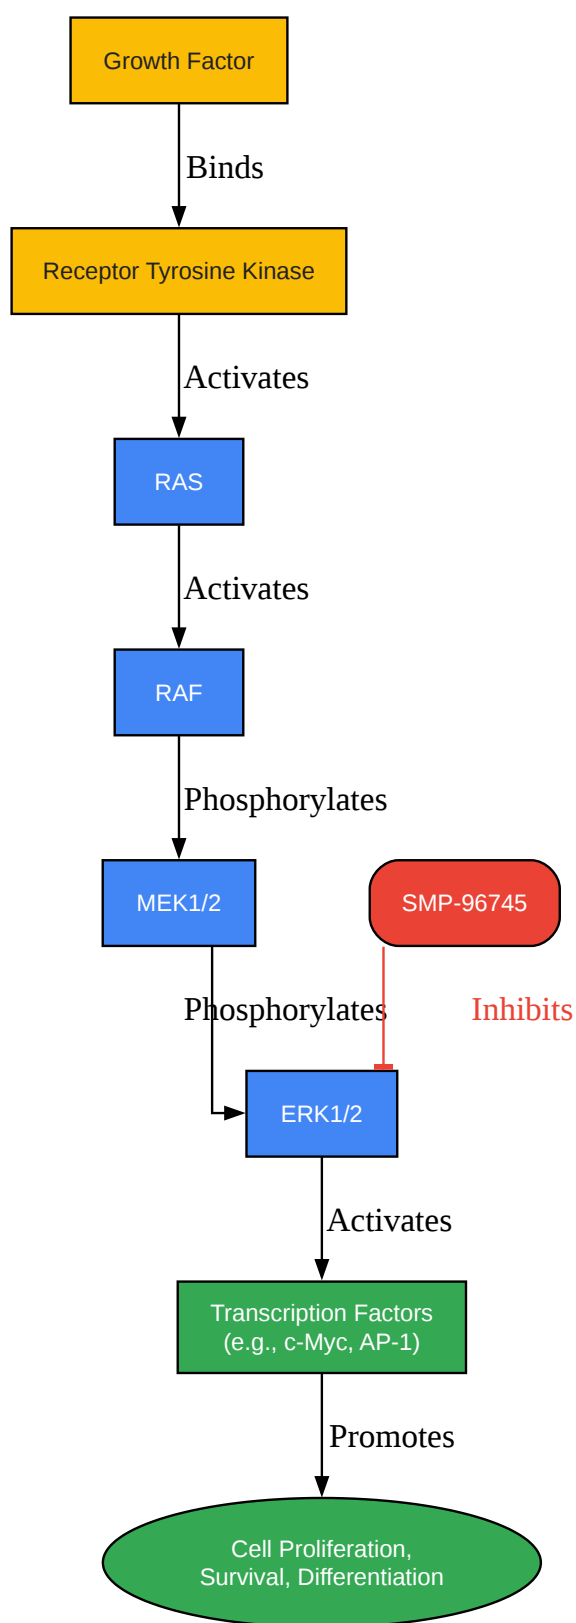 Growth Factor
Binds
Receptor Tyrosine Kinase
Activates
RAS
Activates
RAF
Phosphorylates
MEK1/2
SMP-96745
Phosphorylates
Inhibits
ERK1/2
Activates
Transcription Factors
(e.g., c-Myc, AP-1)
Promotes
Cell Proliferation,
Survival, Differentiation